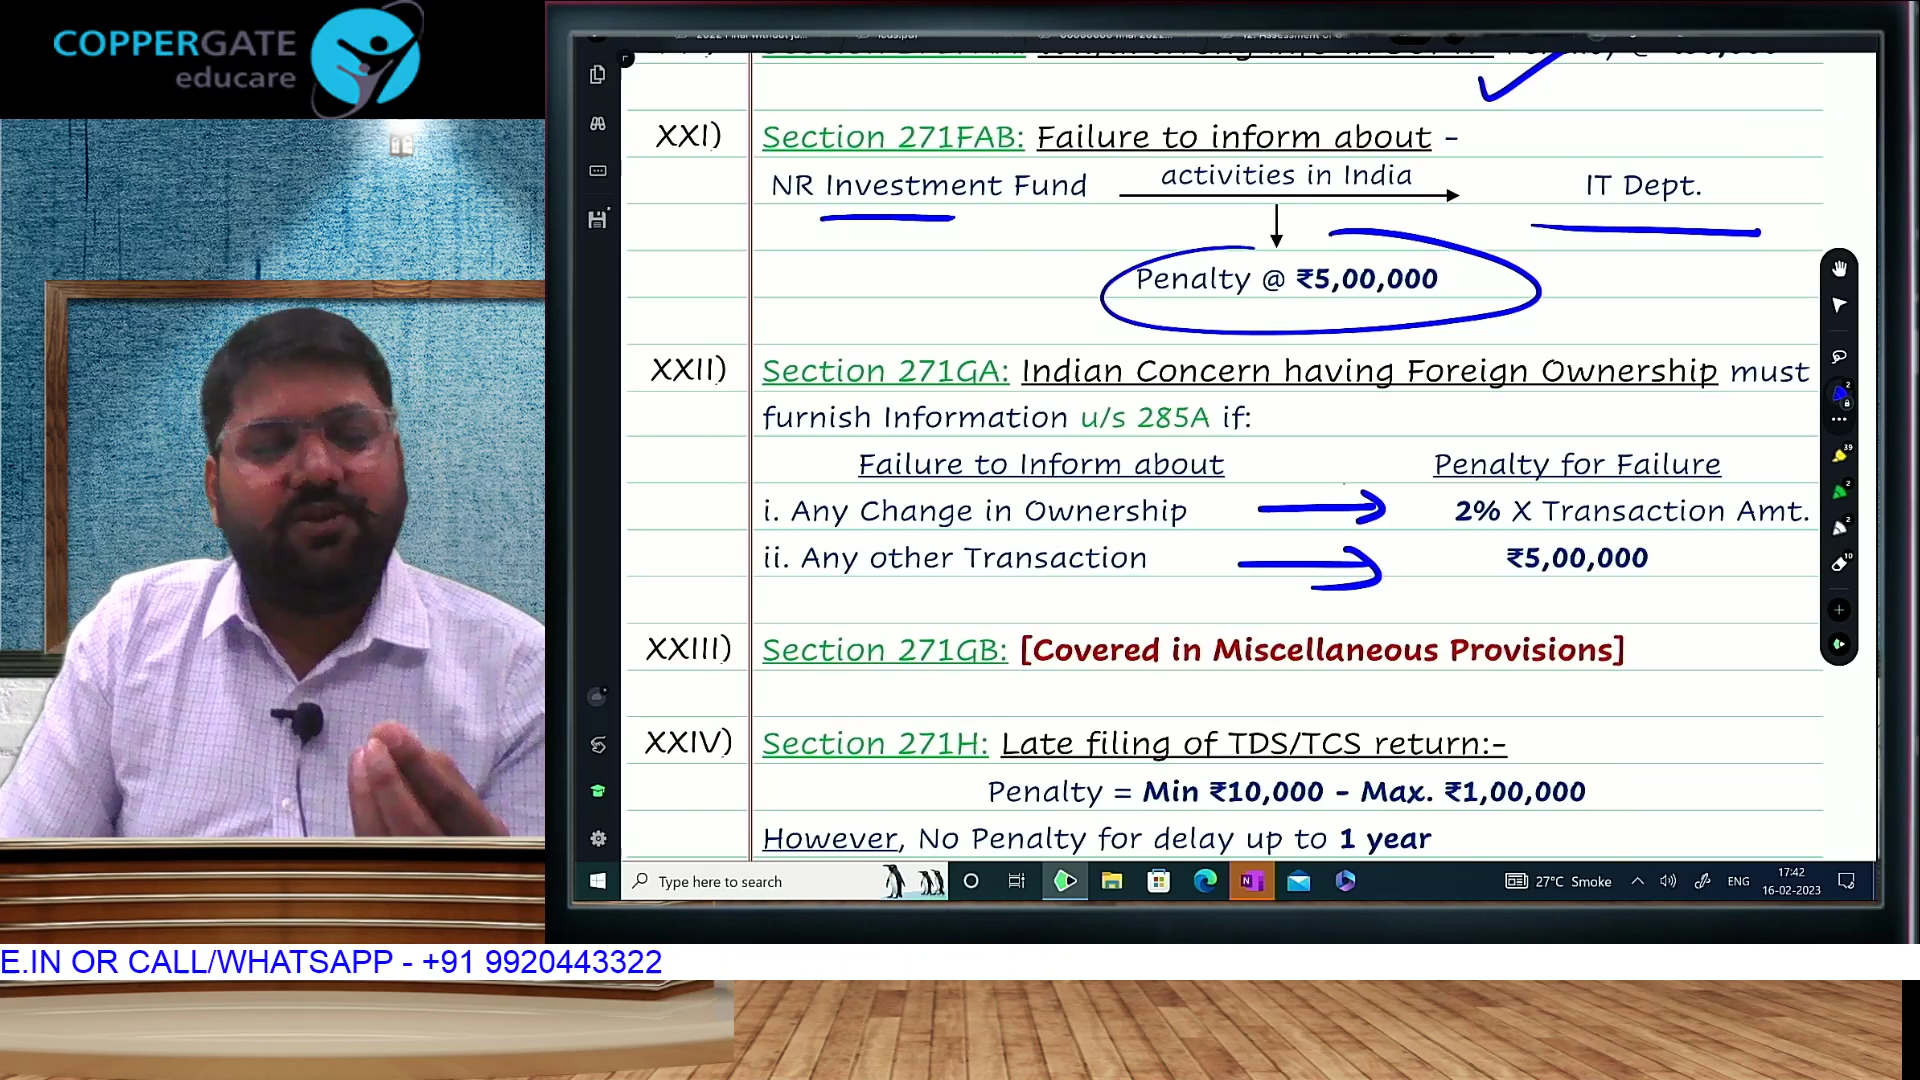 COPPERGATE
educare
XXI) Section 271FAB: Failure to inform about -
NR Investment Fund activities in India IT Dept.
Penalty @ ₹5,00,000
XXII) Section 271GA: Indian Concern having Foreign Ownership must
furnish Information u/s 285A if:
Failure to Inform about Penalty for Failure
i. Any Change in Ownership 2% X Transaction Amt.
ii. Any other Transaction ₹5,00,000
XXIII) Section 271GB: [Covered in Miscellaneous Provisions]
XXIV) Section 271H: Late filing of TDS/TCS return:-
Penalty = Min ₹10,000 - Max. ₹1,00,000
However, No Penalty for delay up to 1 year
Type here to search
27°C Smoke ENG 17:42
16-02-2023
E.IN OR CALL/WHATSAPP - +91 9920443322